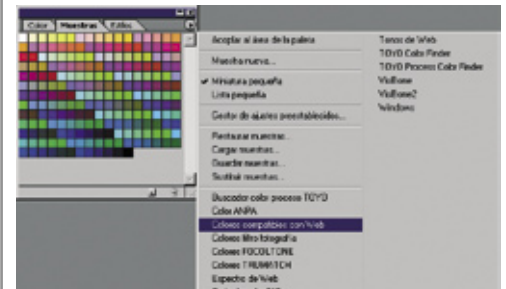 Color
Muestras
Estilos
Acoplar al área de la paleta
Muestra nueva...
Miniatura pequeña
Lista pequeña
Gestor de ajustes preestablecidos...
Restaurar muestras...
Cargar muestras...
Guardar muestras...
Sustituir muestras...
Buscador color proceso TOYO
Color ANPA
Colores compatibles con Web
Colores filtro fotografía
Colores FOCOLTONE
Colores TRUMATCH
Espectro de Web
Tonos de Web
TOYO Color Finder
TOYO Process Color Finder
VisiBone
VisiBone2
Windows